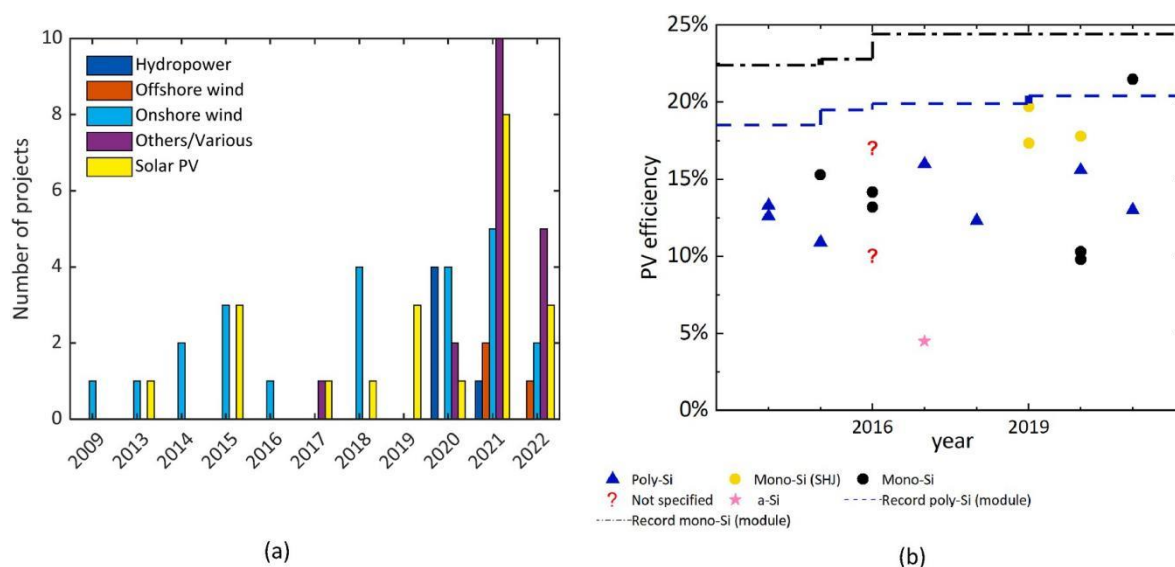 10
8
6
4
2
0
Number of projects
Hydropower
Offshore wind
Onshore wind
Others/Various
Solar PV
2009
2013
2014
2015
2016
2017
2018
2019
2020
2021
2022
(a)
25%
20%
15%
10%
5%
0%
PV efficiency
?
?
2016
2019
year
Poly-Si
Mono-Si (SHJ)
Mono-Si
? Not specified
a-Si
Record poly-Si (module)
Record mono-Si (module)
(b)